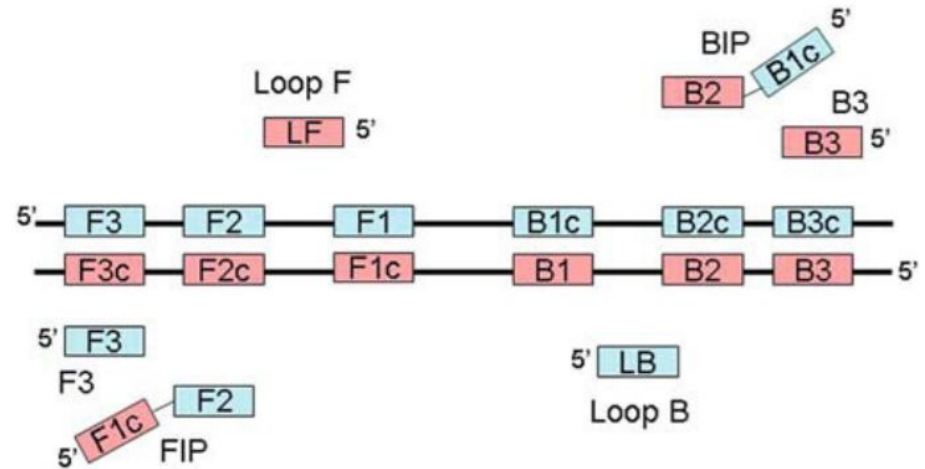 5'
BIP
B1c
Loop F
B2
B3
LF 5'
B3 5'
5' F3 F2 F1 B1c B2c B3c
F3c F2c F1c B1 B2 B3 5'
5' F3
5' LB
F3
F2
Loop B
F1c
5' FIP